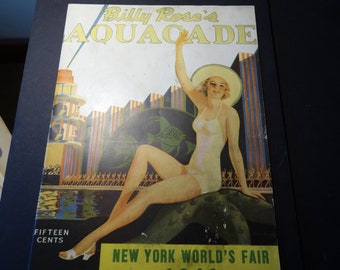 Billy Rose's
AQUACADE
FIFTEEN
CENTS
NEW YORK WORLD'S FAIR